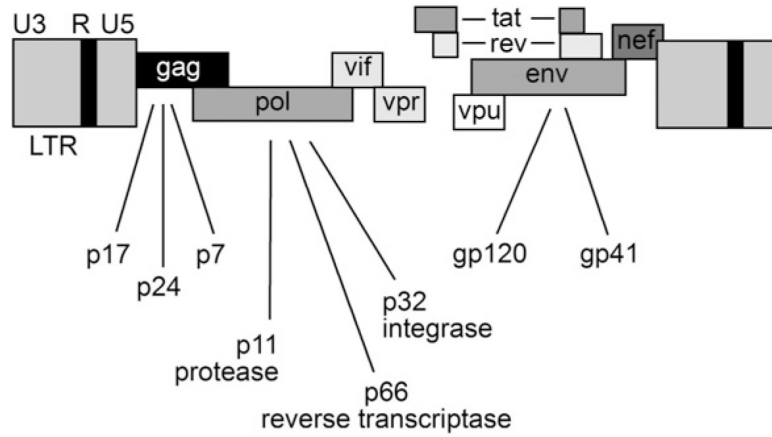 U3 R U5
tat
rev
nef
gag
vif
env
pol
vpr
vpu
LTR
p17
p24
p7
gp120
gp41
p32
integrase
p11
protease
p66
reverse transcriptase